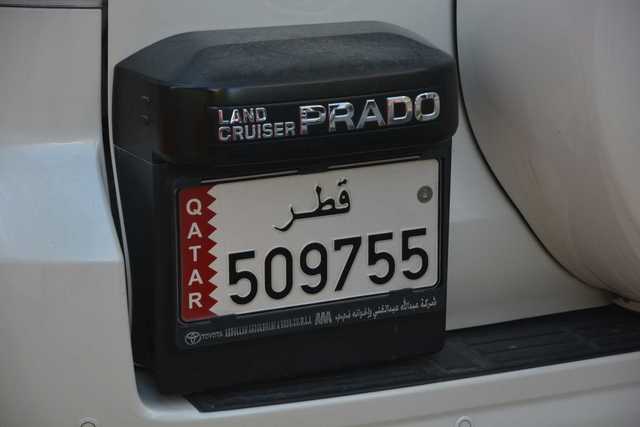 LAND
CRUISER PRADO
QATAR
قطر
509755
TOYOTA
شركة عبدالله عبدالغني وإخوانه